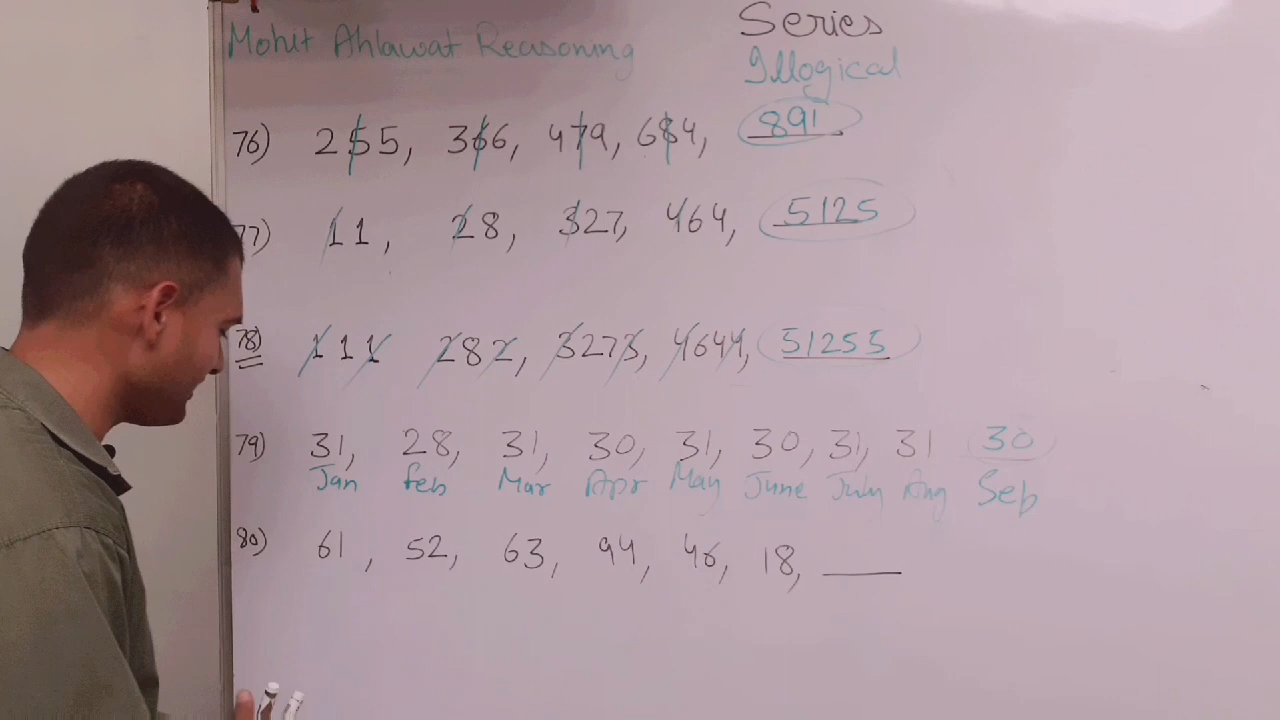 Series
Mohit Ahlawat Reasoning
Illogical
76) 255, 366, 479, 684, 891
77) 11, 28, 327, 464, 5125
78) 111 282, 3273, 4644, 51255
79) 31, 28, 31, 30, 31, 30, 31, 31 30
Jan Feb Mar Apr May June July Aug Sep
80) 61, 52, 63, 94, 46, 18, ____